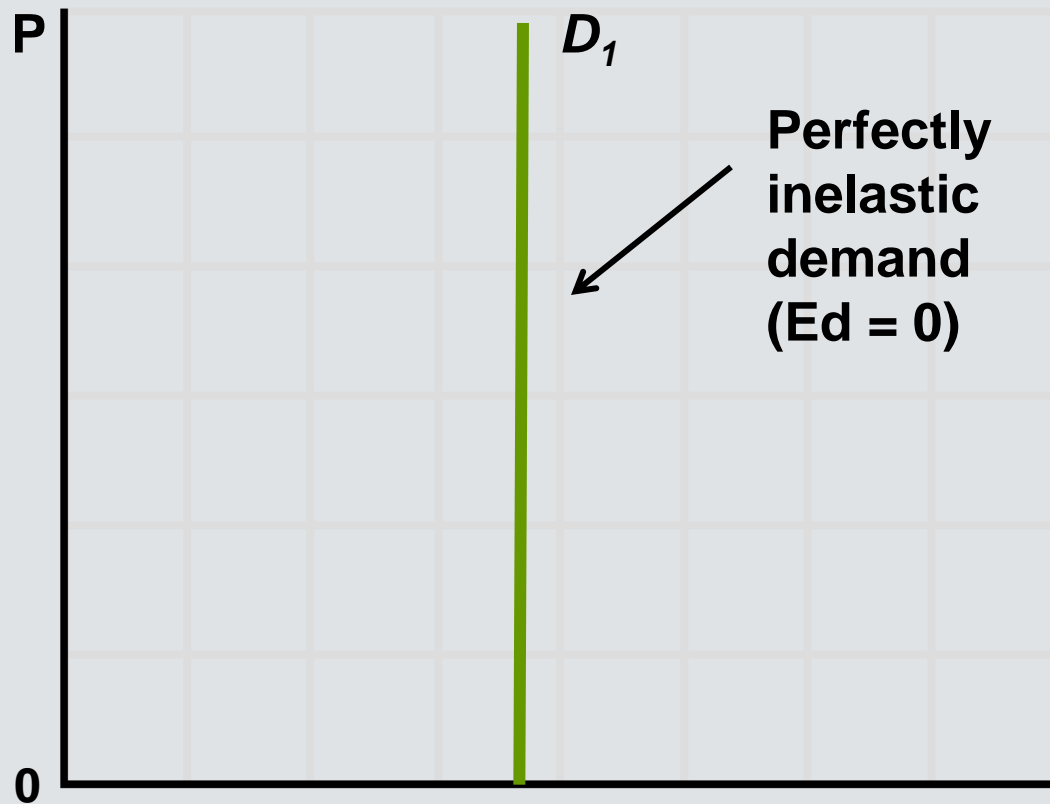 P
D₁
Perfectly
inelastic
demand
(Ed = 0)
0